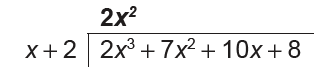 2x²
x + 2 2x³ + 7x² + 10x + 8